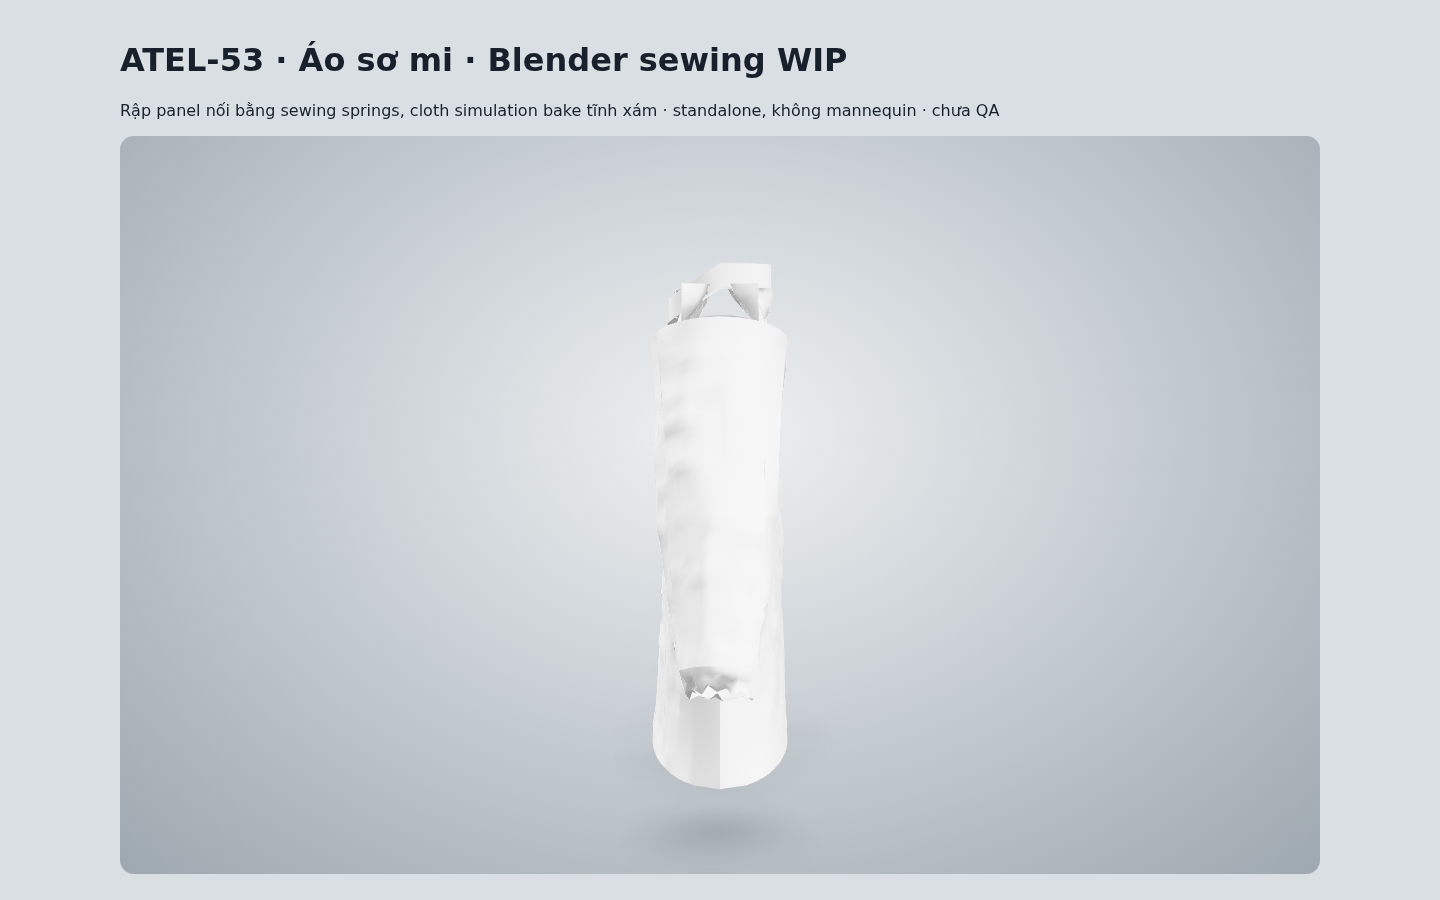 ATEL-53 · Áo sơ mi · Blender sewing WIP
Rập panel nối bằng sewing springs, cloth simulation bake tĩn xám · standalone, không mannequin · chưa QA